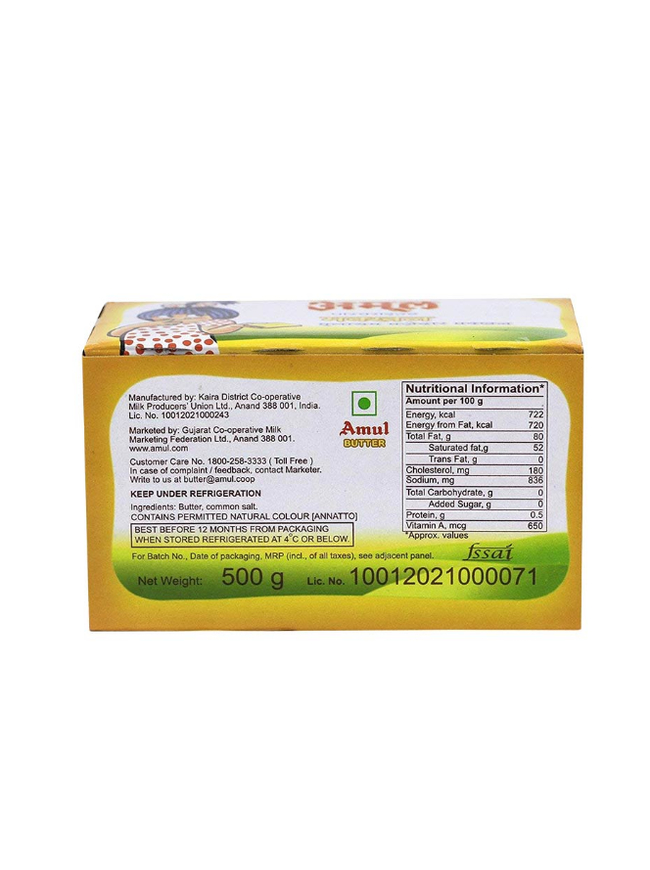 अमूल
Manufactured by: Kaira District Co-operative
Milk Producers' Union Ltd., Anand 388 001, India.
Lic. No. 10012021000243
Marketed by: Gujarat Co-operative Milk
Marketing Federation Ltd., Anand 388 001.
www.amul.com
Customer Care No. 1800-258-3333 ( Toll Free )
In case of complaint / feedback, contact Marketer.
Write to us at butter@amul.coop
KEEP UNDER REFRIGERATION
Ingredients: Butter, common salt.
CONTAINS PERMITTED NATURAL COLOUR [ANNATTO]
BEST BEFORE 12 MONTHS FROM PACKAGING
WHEN STORED REFRIGERATED AT 4°C OR BELOW.
For Batch No., Date of packaging, MRP (incl., of all taxes), see adjacent panel.
Net Weight: 500 g
Amul
BUTTER
Nutritional Information*
Amount per 100 g
Energy, kcal 722
Energy from Fat, kcal 720
Total Fat, g 80
Saturated fat,g 52
Trans Fat, g 0
Cholesterol, mg 180
Sodium, mg 836
Total Carbohydrate, g 0
Added Sugar, g 0
Protein, g 0.5
Vitamin A, mcg 650
*Approx. values
fssai
Lic. No. 10012021000071